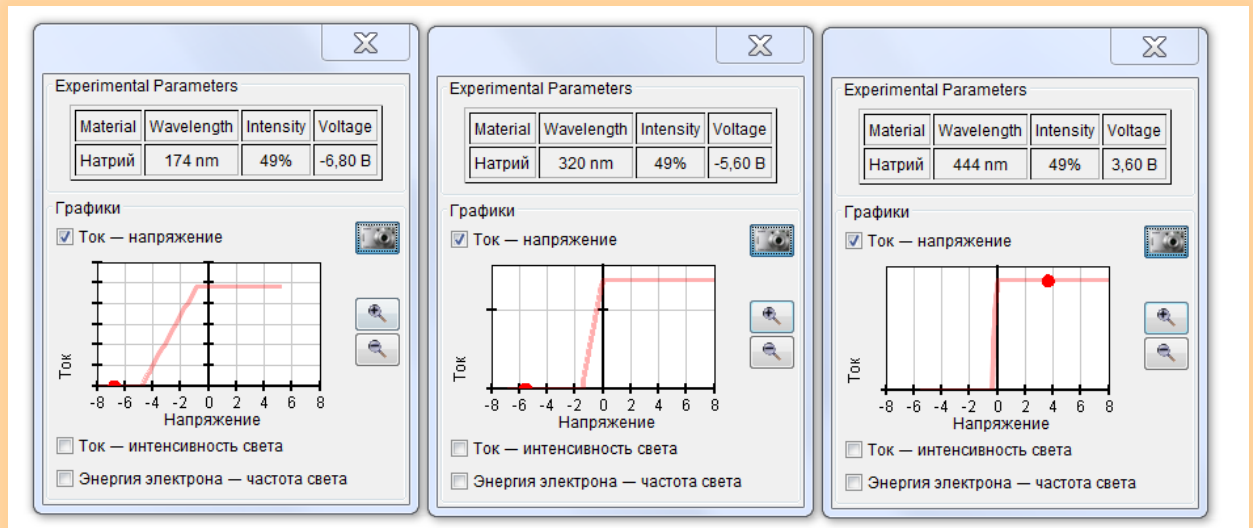 Experimental Parameters
Material Wavelength Intensity Voltage
Натрий 174 nm 49% -6,80 В
Графики
Ток — напряжение
Ток
-8 -6 -4 -2 0 2 4 6 8
Напряжение
Ток — интенсивность света
Энергия электрона — частота света
Experimental Parameters
Material Wavelength Intensity Voltage
Натрий 320 nm 49% -5,60 В
Графики
Ток — напряжение
Ток
-8 -6 -4 -2 0 2 4 6 8
Напряжение
Ток — интенсивность света
Энергия электрона — частота света
Experimental Parameters
Material Wavelength Intensity Voltage
Натрий 444 nm 49% 3,60 В
Графики
Ток — напряжение
Ток
-8 -6 -4 -2 0 2 4 6 8
Напряжение
Ток — интенсивность света
Энергия электрона — частота света